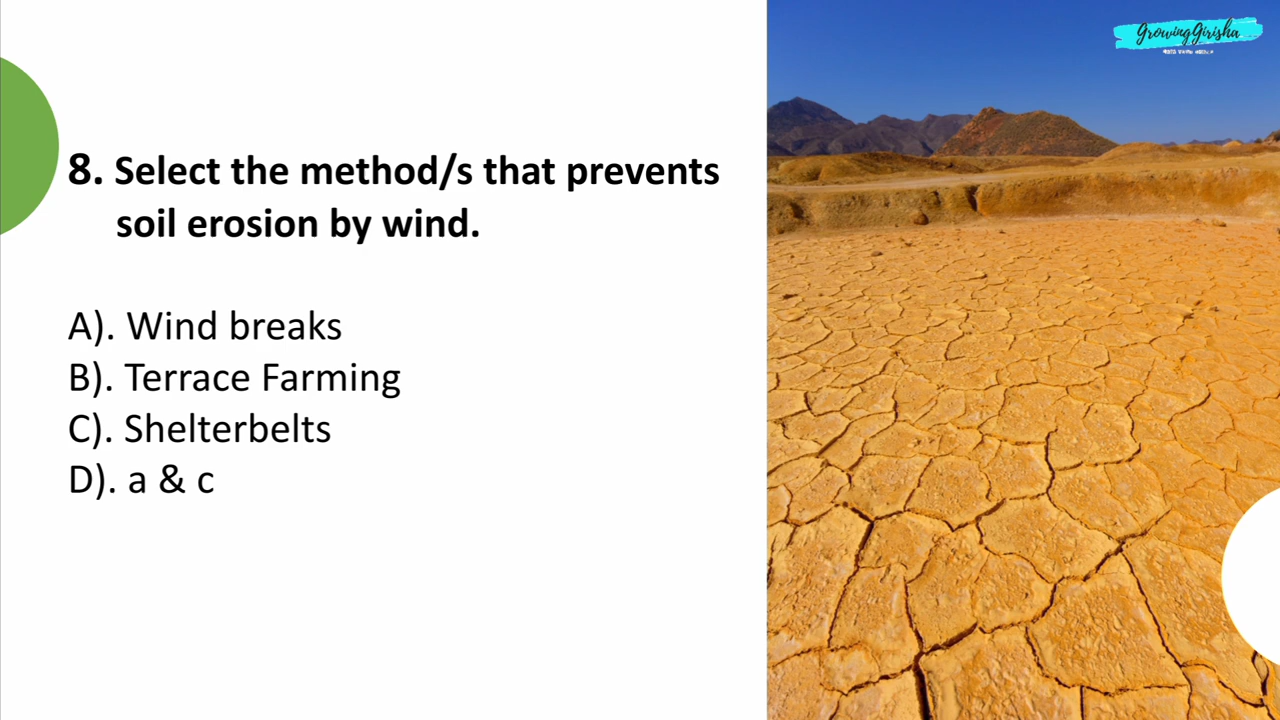 8. Select the method/s that prevents
soil erosion by wind.
A). Wind breaks
B). Terrace Farming
C). Shelterbelts
D). a & c
GrowingGirisha